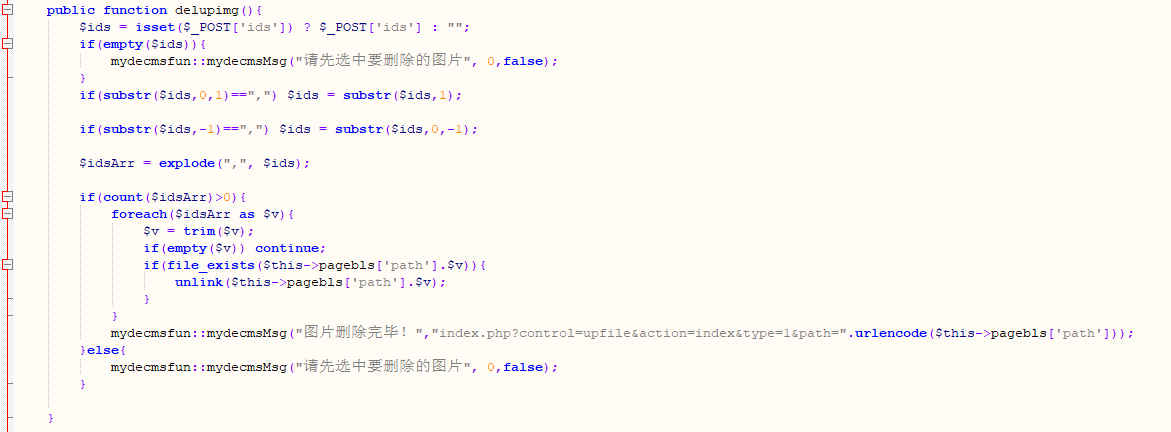 public function delupimg(){
$ids = isset($_POST['ids']) ? $_POST['ids'] : "";
if(empty($ids)){
mydecmsfun::mydecmsMsg("请先选中要删除的图片", 0,false);
}
if(substr($ids,0,1)==",") $ids = substr($ids,1);
if(substr($ids,-1)==",") $ids = substr($ids,0,-1);
$idsArr = explode(",", $ids);
if(count($idsArr)>0){
foreach($idsArr as $v){
$v = trim($v);
if(empty($v)) continue;
if(file_exists($this->pagebls['path'].$v)){
unlink($this->pagebls['path'].$v);
}
}
mydecmsfun::mydecmsMsg("图片删除完毕！","index.php?control=upfile&action=index&type=1&path=".urlencode($this->pagebls['path']));
}else{
mydecmsfun::mydecmsMsg("请先选中要删除的图片", 0,false);
}
}